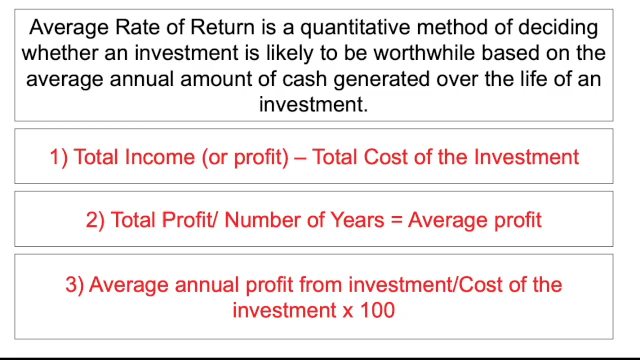 Average Rate of Return is a quantitative method of deciding
whether an investment is likely to be worthwhile based on the
average annual amount of cash generated over the life of an
investment.
1) Total Income (or profit) – Total Cost of the Investment
2) Total Profit/ Number of Years = Average profit
3) Average annual profit from investment/Cost of the
investment x 100